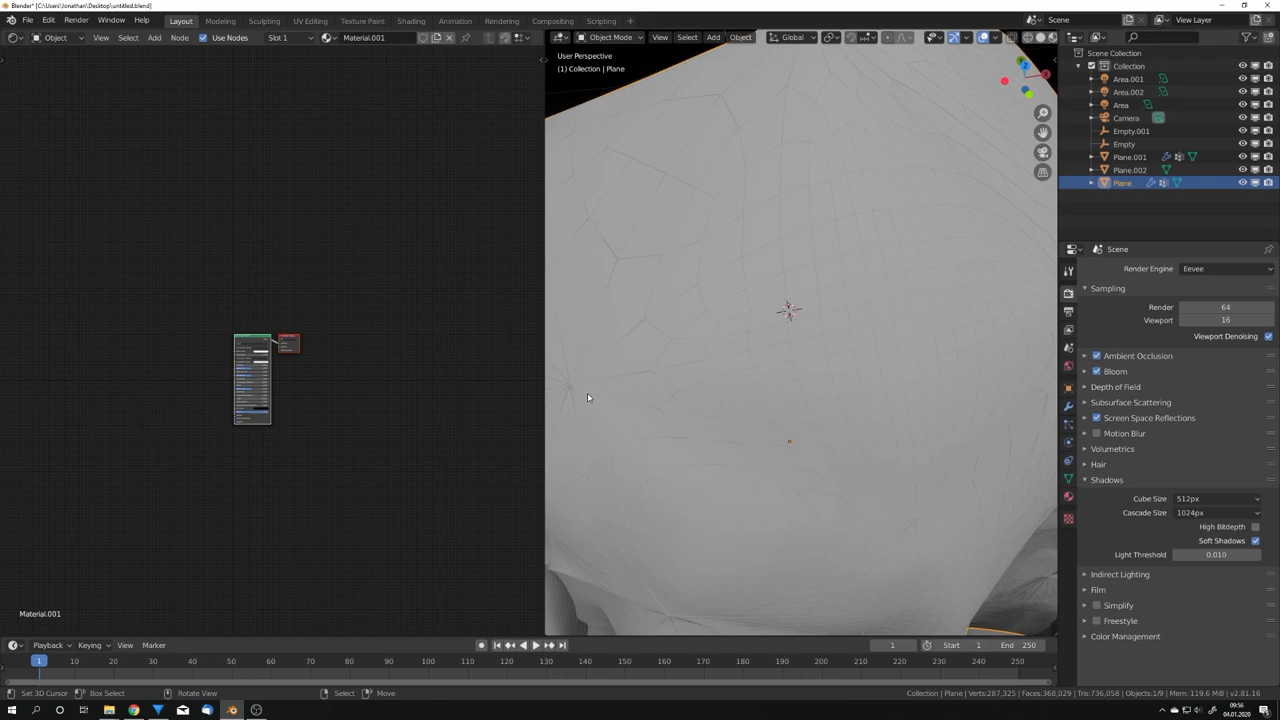 Blender* [C:\Users\Jonathan\Desktop\untitled.blend]
File Edit Render Window Help Layout Modeling Sculpting UV Editing Texture Paint Shading Animation Rendering Compositing Scripting + Scene View Layer
Object View Select Add Node Use Nodes Slot 1 Material.001
Object Mode View Select Add Object Global
User Perspective
(1) Collection | Plane
Scene Collection
Collection
Area.001
Area.002
Area
Camera
Empty.001
Empty
Plane.001
Plane.002
Plane
Scene
Render Engine Eevee
Sampling
Render 64
Viewport 16
Viewport Denoising
Ambient Occlusion
Bloom
Depth of Field
Subsurface Scattering
Screen Space Reflections
Motion Blur
Volumetrics
Hair
Shadows
Cube Size 512px
Cascade Size 1024px
High Bitdepth
Soft Shadows
Light Threshold 0.010
Indirect Lighting
Film
Simplify
Freestyle
Color Management
Material.001
Playback Keying View Marker 1 Start 1 End 250
1 10 20 30 40 50 60 70 80 90 100 110 120 130 140 150 160 170 180 190 200 210 220 230 240 250
Set 3D Cursor Box Select Rotate View Select Move
Collection | Plane | Verts:287,325 | Faces:368,029 | Tris:736,058 | Objects:1/9 | Mem: 119.6 MiB | v2.81.16
09:56
04.01.2020